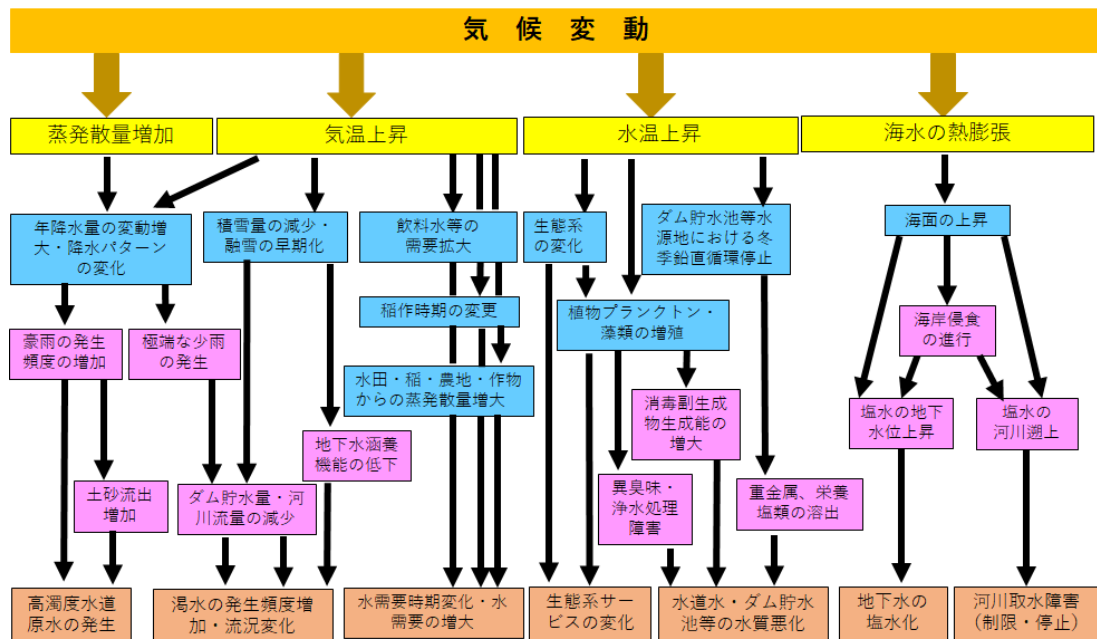 気候変動
蒸発散量増加
気温上昇
水温上昇
海水の熱膨張
年降水量の変動増
大・降水パターン
の変化
積雪量の減少・
融雪の早期化
飲料水等の
需要拡大
生態系
の変化
ダム貯水池等水
源地における冬
季鉛直循環停止
海面の上昇
稲作時期の変更
植物プランクトン・
藻類の増殖
豪雨の発生
頻度の増加
極端な少雨
の発生
海岸侵食
の進行
水田・稲・農地・作物
からの蒸発散量増大
消毒副生成
物生成能の
増大
塩水の地下
水位上昇
塩水の
河川遡上
地下水涵養
機能の低下
土砂流出
増加
ダム貯水量・河
川流量の減少
異臭味・
浄水処理
障害
重金属、栄養
塩類の溶出
高濁度水道
原水の発生
渇水の発生頻度増
加・流況変化
水需要時期変化・水
需要の増大
生態系サー
ビスの変化
水道水・ダム貯水
池等の水質悪化
地下水の
塩水化
河川取水障害
（制限・停止）